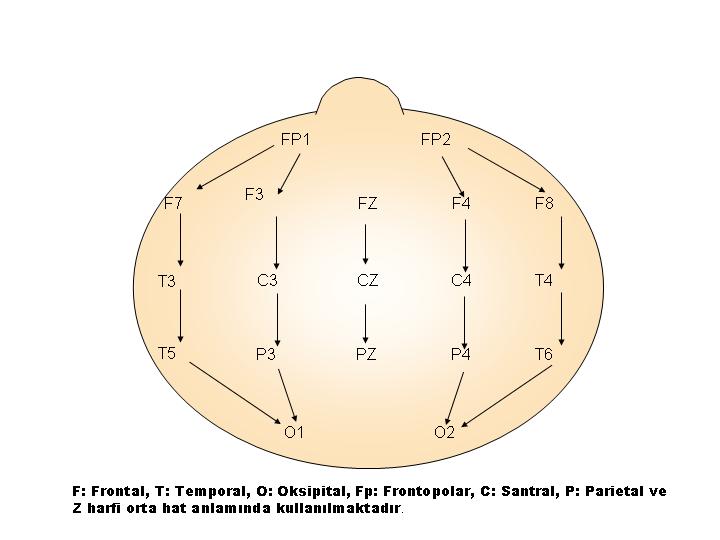 FP1 FP2
F7 F3 FZ F4 F8
T3 C3 CZ C4 T4
T5 P3 PZ P4 T6
O1 O2
F: Frontal, T: Temporal, O: Oksipital, Fp: Frontopolar, C: Santral, P: Parietal ve
Z harfi orta hat anlamında kullanılmaktadır.